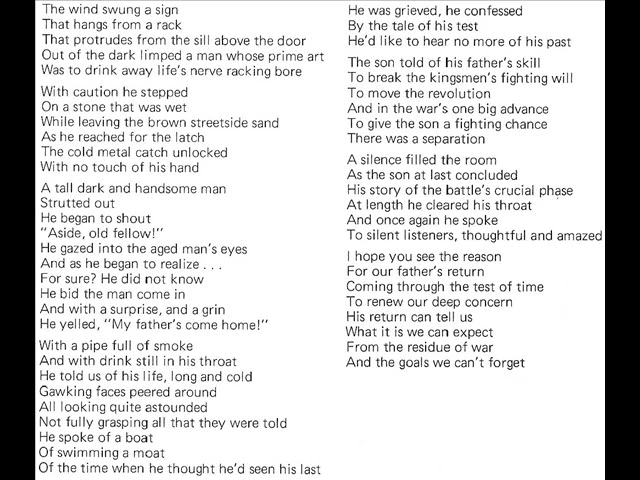 The wind swung a sign
That hangs from a rack
That protrudes from the sill above the door
Out of the dark limped a man whose prime art
Was to drink away life's nerve racking bore
With caution he stepped
On a stone that was wet
While leaving the brown streetside sand
As he reached for the latch
The cold metal catch unlocked
With no touch of his hand
A tall dark and handsome man
Strutted out
He began to shout
"Aside, old fellow!"
He gazed into the aged man's eyes
And as he began to realize . . .
For sure? He did not know
He bid the man come in
And with a surprise, and a grin
He yelled, "My father's come home!"
With a pipe full of smoke
And with drink still in his throat
He told us of his life, long and cold
Gawking faces peered around
All looking quite astounded
Not fully grasping all that they were told
He spoke of a boat
Of swimming a moat
Of the time when he thought he'd seen his last
He was grieved, he confessed
By the tale of his test
He'd like to hear no more of his past
The son told of his father's skill
To break the kingsmen's fighting will
To move the revolution
And in the war's one big advance
To give the son a fighting chance
There was a separation
A silence filled the room
As the son at last concluded
His story of the battle's crucial phase
At length he cleared his throat
And once again he spoke
To silent listeners, thoughtful and amazed
I hope you see the reason
For our father's return
Coming through the test of time
To renew our deep concern
His return can tell us
What it is we can expect
From the residue of war
And the goals we can't forget